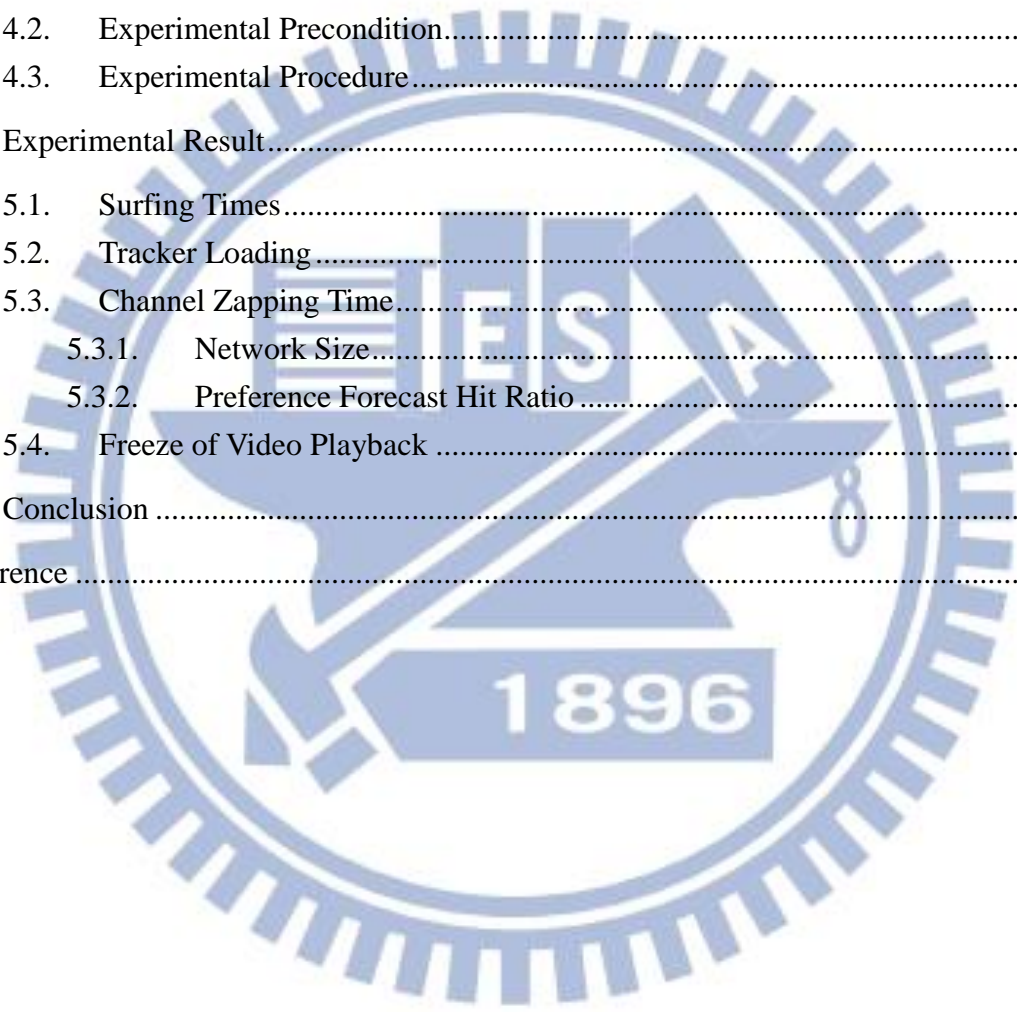 4.2. Experimental Precondition........................
4.3. Experimental Procedure........................
Experimental Result........................
5.1. Surfing Times........................
5.2. Tracker Loading........................
5.3. Channel Zapping Time........................
5.3.1. Network Size........................
5.3.2. Preference Forecast Hit Ratio........................
5.4. Freeze of Video Playback........................
Conclusion........................
rence........................
E S A
1896